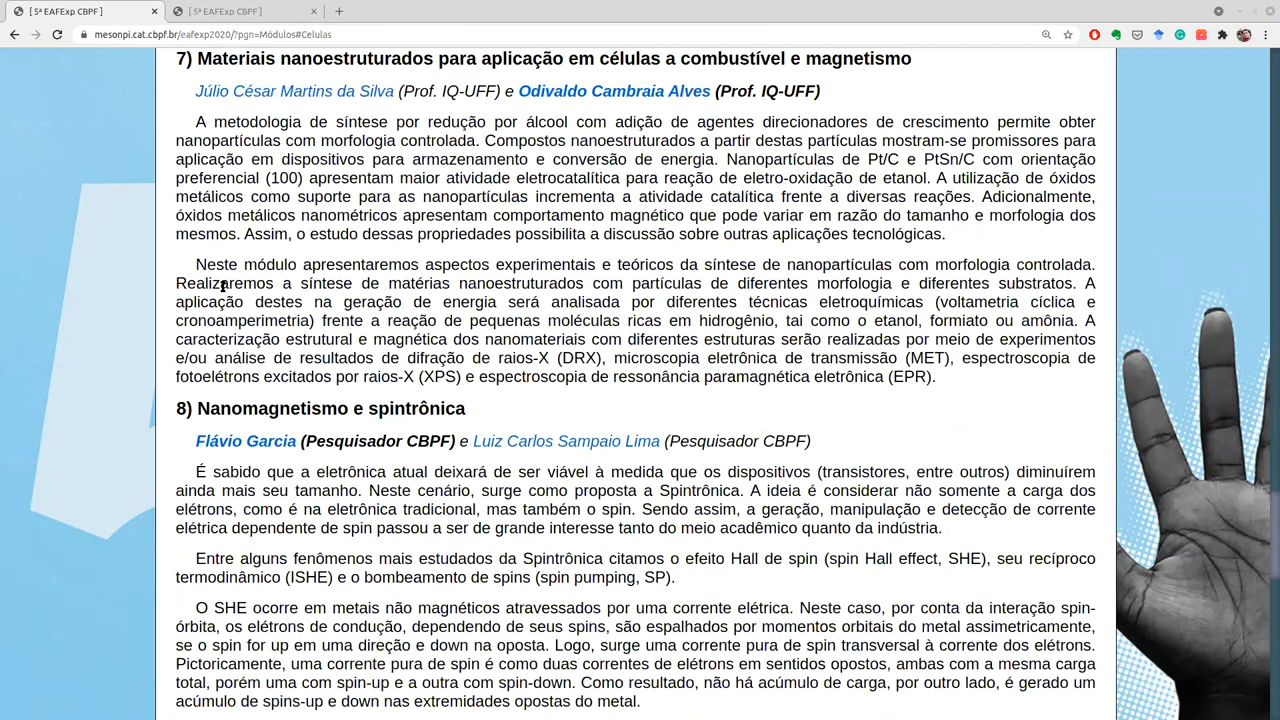 [ 5ª EAFExp CBPF ]
[ 5ª EAFExp CBPF ]
mesonpi.cat.cbpf.br/eafexp2020/?pgn=Módulos#Celulas
7) Materiais nanoestruturados para aplicação em células a combustível e magnetismo
Júlio César Martins da Silva (Prof. IQ-UFF) e Odivaldo Cambraia Alves (Prof. IQ-UFF)
A metodologia de síntese por redução por álcool com adição de agentes direcionadores de crescimento permite obter
nanopartículas com morfologia controlada. Compostos nanoestruturados a partir destas partículas mostram-se promissores para
aplicação em dispositivos para armazenamento e conversão de energia. Nanopartículas de Pt/C e PtSn/C com orientação
preferencial (100) apresentam maior atividade eletrocatalítica para reação de eletro-oxidação de etanol. A utilização de óxidos
metálicos como suporte para as nanopartículas incrementa a atividade catalítica frente a diversas reações. Adicionalmente,
óxidos metálicos nanométricos apresentam comportamento magnético que pode variar em razão do tamanho e morfologia dos
mesmos. Assim, o estudo dessas propriedades possibilita a discussão sobre outras aplicações tecnológicas.
Neste módulo apresentaremos aspectos experimentais e teóricos da síntese de nanopartículas com morfologia controlada.
Realizaremos a síntese de matérias nanoestruturados com partículas de diferentes morfologia e diferentes substratos. A
aplicação destes na geração de energia será analisada por diferentes técnicas eletroquímicas (voltametria cíclica e
cronoamperimetria) frente a reação de pequenas moléculas ricas em hidrogênio, tai como o etanol, formiato ou amônia. A
caracterização estrutural e magnética dos nanomateriais com diferentes estruturas serão realizadas por meio de experimentos
e/ou análise de resultados de difração de raios-X (DRX), microscopia eletrônica de transmissão (MET), espectroscopia de
fotoelétrons excitados por raios-X (XPS) e espectroscopia de ressonância paramagnética eletrônica (EPR).
8) Nanomagnetismo e spintrônica
Flávio Garcia (Pesquisador CBPF) e Luiz Carlos Sampaio Lima (Pesquisador CBPF)
É sabido que a eletrônica atual deixará de ser viável à medida que os dispositivos (transistores, entre outros) diminuírem
ainda mais seu tamanho. Neste cenário, surge como proposta a Spintrônica. A ideia é considerar não somente a carga dos
elétrons, como é na eletrônica tradicional, mas também o spin. Sendo assim, a geração, manipulação e detecção de corrente
elétrica dependente de spin passou a ser de grande interesse tanto do meio acadêmico quanto da indústria.
Entre alguns fenômenos mais estudados da Spintrônica citamos o efeito Hall de spin (spin Hall effect, SHE), seu recíproco
termodinâmico (ISHE) e o bombeamento de spins (spin pumping, SP).
O SHE ocorre em metais não magnéticos atravessados por uma corrente elétrica. Neste caso, por conta da interação spin-
órbita, os elétrons de condução, dependendo de seus spins, são espalhados por momentos orbitais do metal assimetricamente,
se o spin for up em uma direção e down na oposta. Logo, surge uma corrente pura de spin transversal à corrente dos elétrons.
Pictoricamente, uma corrente pura de spin é como duas correntes de elétrons em sentidos opostos, ambas com a mesma carga
total, porém uma com spin-up e a outra com spin-down. Como resultado, não há acúmulo de carga, por outro lado, é gerado um
acúmulo de spins-up e down nas extremidades opostas do metal.